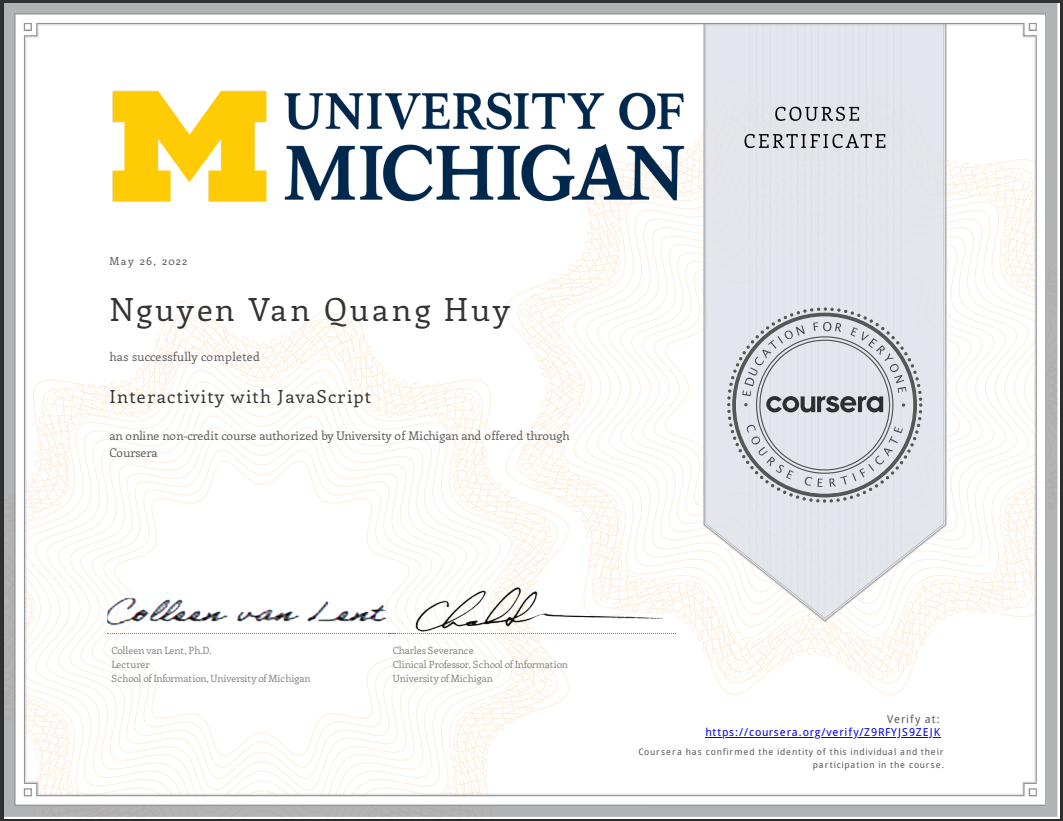 M
UNIVERSITY OF
MICHIGAN
COURSE
CERTIFICATE
May 26, 2022
Nguyen Van Quang Huy
has successfully completed
Interactivity with JavaScript
an online non-credit course authorized by University of Michigan and offered through
Coursera
EDUCATION FOR EVERYONE
coursera
COURSE CERTIFICATE
Colleen van Lent
Colleen van Lent, Ph.D.
Lecturer
School of Information, University of Michigan
Charles Severance
Clinical Professor, School of Information
University of Michigan
Verify at:
https://coursera.org/verify/Z9RFYJS9ZEJK
Coursera has confirmed the identity of this individual and their
participation in the course.